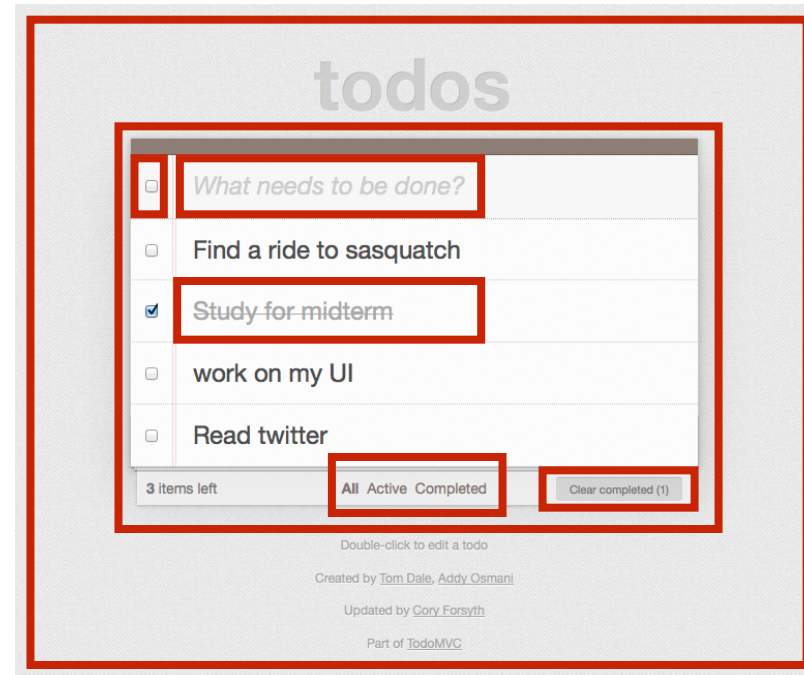 todos
What needs to be done?
Find a ride to sasquatch
Study for midterm
work on my UI
Read twitter
3 items left All Active Completed Clear completed (1)
Double-click to edit a todo
Created by Tom Dale, Addy Osmani
Updated by Cory Forsyth
Part of TodoMVC